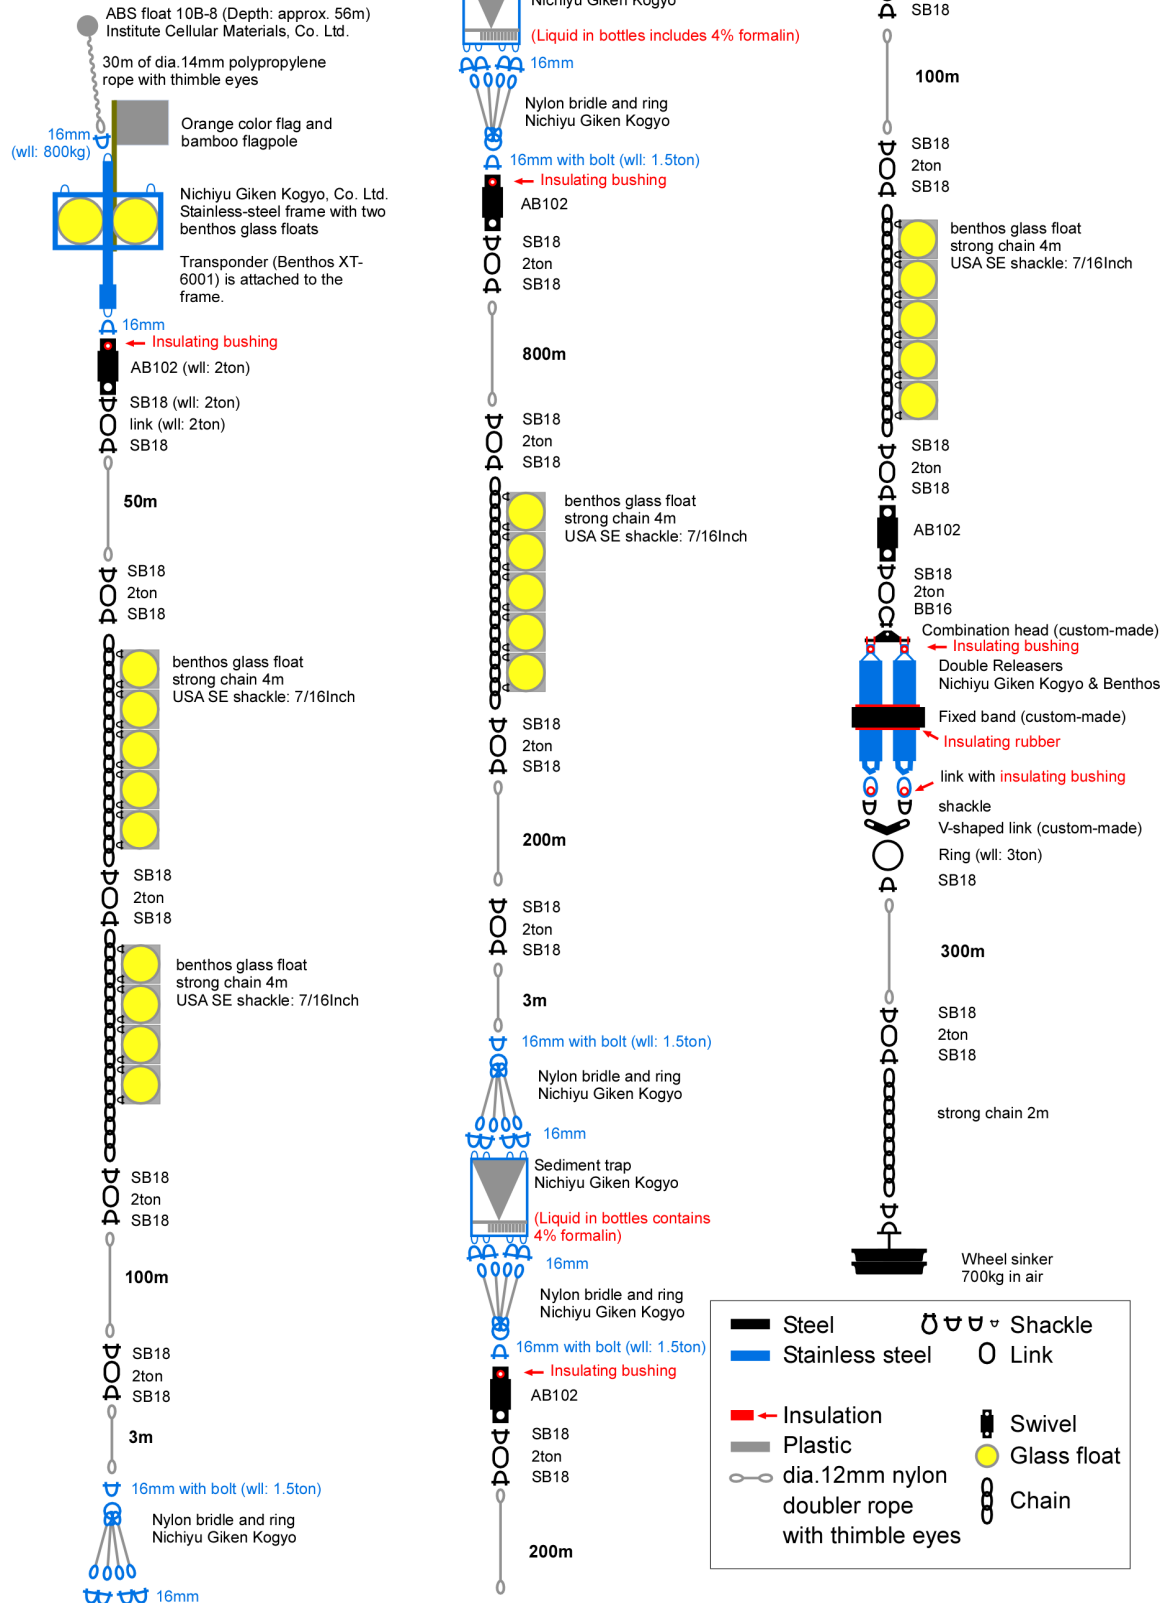 ABS float 10B-8 (Depth: approx. 56m)
Institute Cellular Materials, Co. Ltd.
30m of dia.14mm polypropylene
rope with thimble eyes
16mm
(wll: 800kg)
Orange color flag and
bamboo flagpole
Nichiyu Giken Kogyo, Co. Ltd.
Stainless-steel frame with two
benthos glass floats
Transponder (Benthos XT-
6001) is attached to the
frame.
16mm
Insulating bushing
AB102 (wll: 2ton)
SB18 (wll: 2ton)
link (wll: 2ton)
SB18
50m
SB18
2ton
SB18
benthos glass float
strong chain 4m
USA SE shackle: 7/16Inch
SB18
2ton
SB18
benthos glass float
strong chain 4m
USA SE shackle: 7/16Inch
SB18
2ton
SB18
100m
SB18
2ton
SB18
3m
16mm with bolt (wll: 1.5ton)
Nylon bridle and ring
Nichiyu Giken Kogyo
16mm
Nichiyu Giken Kogyo
(Liquid in bottles includes 4% formalin)
16mm
Nylon bridle and ring
Nichiyu Giken Kogyo
16mm with bolt (wll: 1.5ton)
Insulating bushing
AB102
SB18
2ton
SB18
800m
SB18
2ton
SB18
benthos glass float
strong chain 4m
USA SE shackle: 7/16Inch
SB18
2ton
SB18
200m
SB18
2ton
SB18
3m
16mm with bolt (wll: 1.5ton)
Nylon bridle and ring
Nichiyu Giken Kogyo
16mm
Sediment trap
Nichiyu Giken Kogyo
(Liquid in bottles contains
4% formalin)
16mm
Nylon bridle and ring
Nichiyu Giken Kogyo
16mm with bolt (wll: 1.5ton)
Insulating bushing
AB102
SB18
2ton
SB18
200m
SB18
100m
SB18
2ton
SB18
benthos glass float
strong chain 4m
USA SE shackle: 7/16Inch
SB18
2ton
SB18
AB102
SB18
2ton
BB16
Combination head (custom-made)
Insulating bushing
Double Releasers
Nichiyu Giken Kogyo & Benthos
Fixed band (custom-made)
Insulating rubber
link with insulating bushing
shackle
V-shaped link (custom-made)
Ring (wll: 3ton)
SB18
300m
SB18
2ton
SB18
strong chain 2m
Wheel sinker
700kg in air
Steel
Stainless steel
Insulation
Plastic
dia.12mm nylon
doubler rope
with thimble eyes
Shackle
Link
Swivel
Glass float
Chain